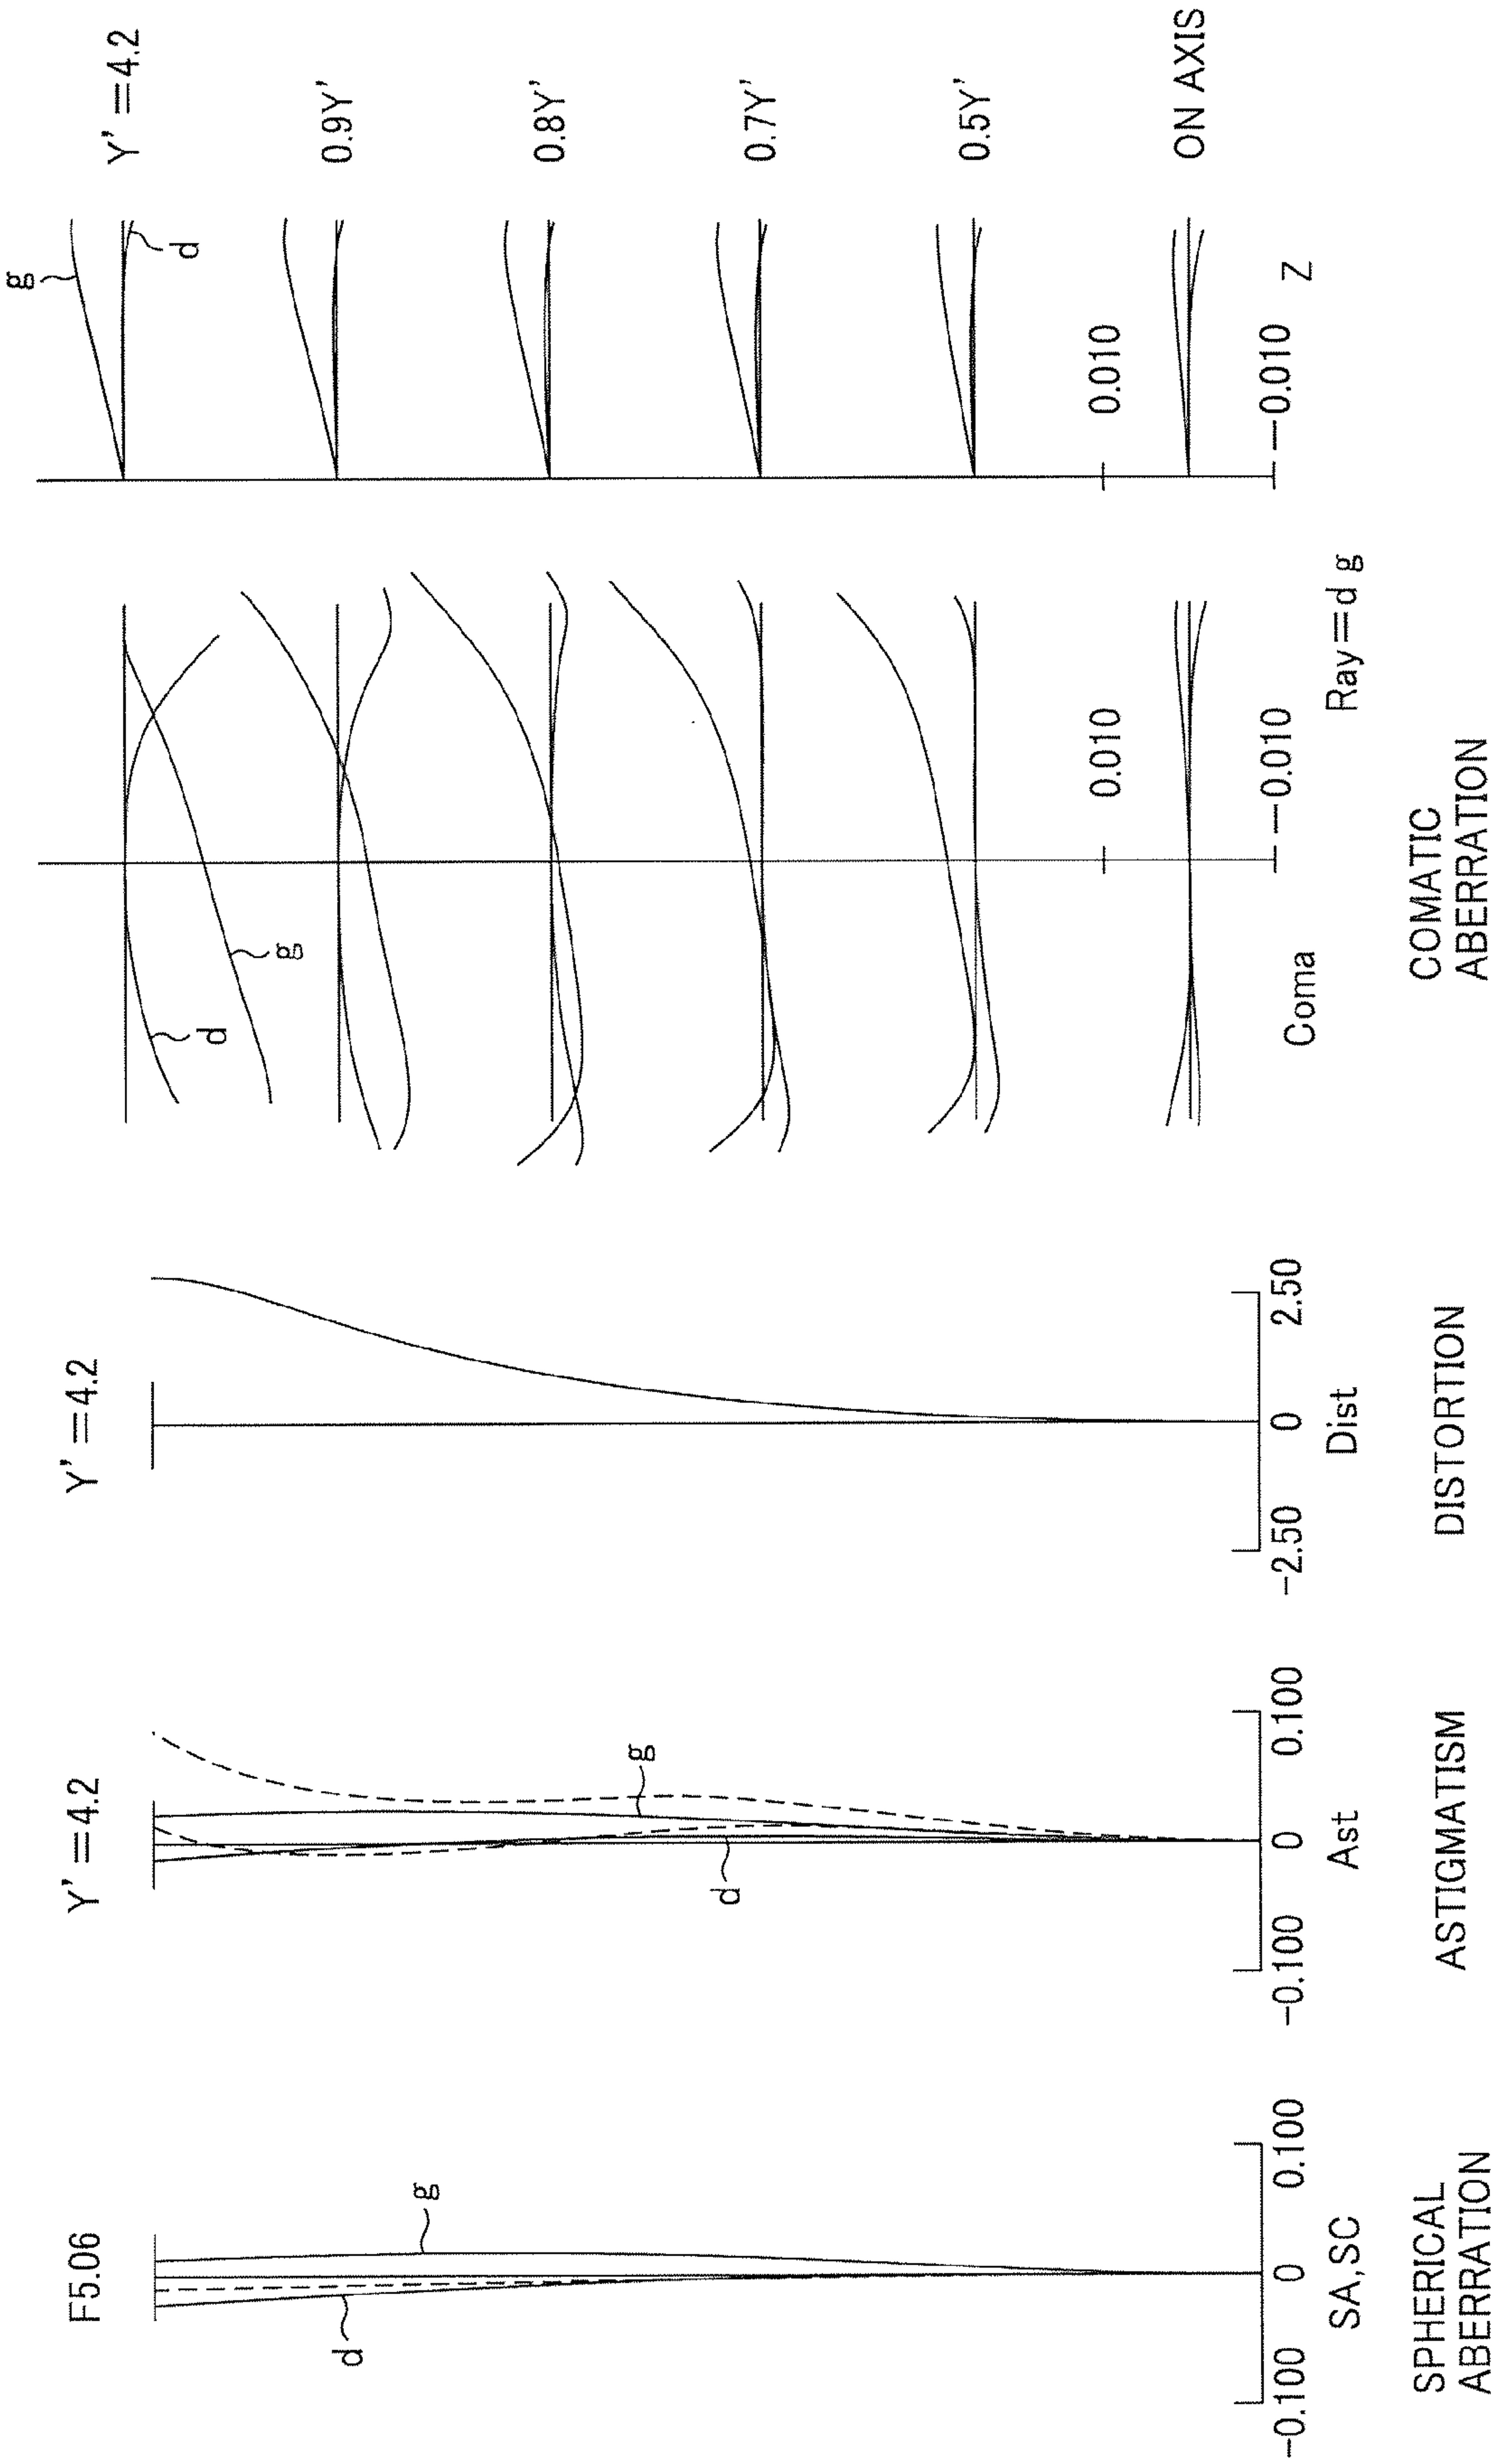 F5.06
g
d
-0.100
0
0.100
SA,SC
SPHERICAL
ABERRATION
Y'=4.2
g
d
-0.100
0
0.100
Ast
ASTIGMATISM
Y'=4.2
-2.50
0
2.50
Dist
DISTORTION
d
g
0.010
-0.010
Coma
Ray=d g
COMATIC
ABERRATION
g
d
Y'=4.2
0.9Y'
0.8Y'
0.7Y'
0.5Y'
0.010
ON AXIS
-0.010
Z